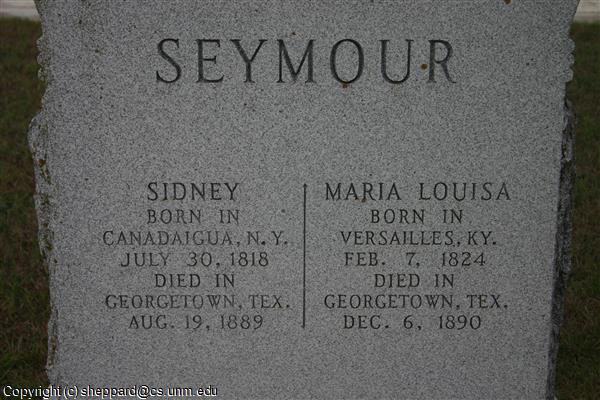 SEYMOUR
SIDNEY
BORN IN
CANADAIGUA, N.Y.
JULY 30, 1818
DIED IN
GEORGETOWN, TEX.
AUG. 19, 1889
MARIA LOUISA
BORN IN
VERSAILLES, KY.
FEB. 7, 1824
DIED IN
GEORGETOWN, TEX.
DEC. 6, 1890
Copyright (c) sheppard@cs.unm.edu